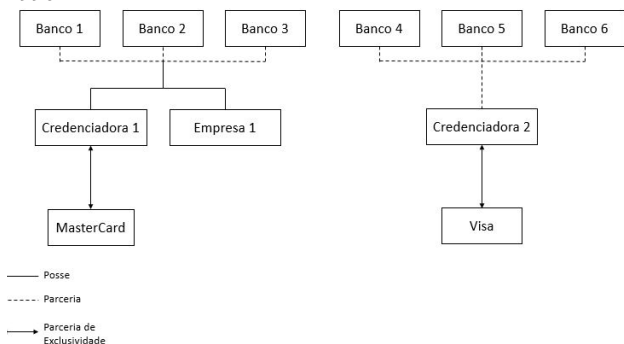 Banco 1 Banco 2 Banco 3 Banco 4 Banco 5 Banco 6
Credenciadora 1 Empresa 1 Credenciadora 2
MasterCard Visa
Posse
Parceria
Parceria de
Exclusividade